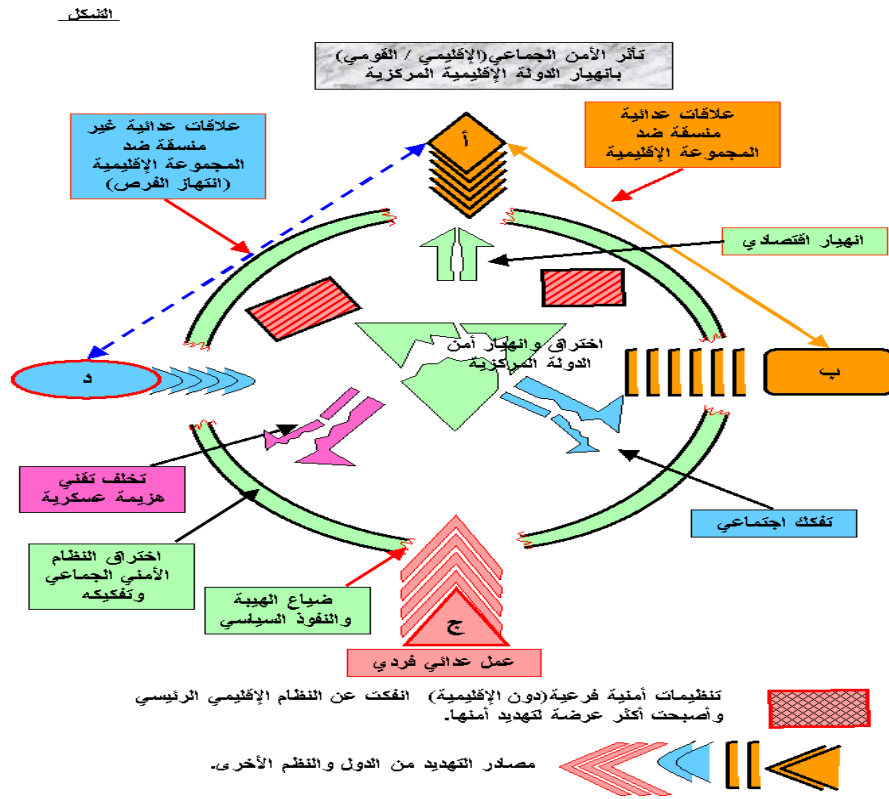 الشكل
تأثر الأمن الجماعي(الإقليمي / القومي)
بانهيار الدولة الإقليمية المركزية
علاقات عدائية غير
منسقة ضد
المجموعة الإقليمية
(انتهاز الفرص)
علاقات عدائية
منسقة ضد
المجموعة الإقليمية
أ
انهيار اقتصادي
اختراق وانهيار أمن
الدولة المركزية
د
ب
تخلف تقني
هزيمة عسكرية
تفكك اجتماعي
اختراق النظام
الأمني الجماعي
وتفكيكه
ضياع الهيبة
والنفوذ السياسي
ج
عمل عدائي فردي
تنظيمات أمنية فرعية(دون الإقليمية) انفكت عن النظام الإقليمي الرئيسي
وأصبحت أكثر عرضة لتهديد أمنها.
مصادر التهديد من الدول والنظم الأخرى.